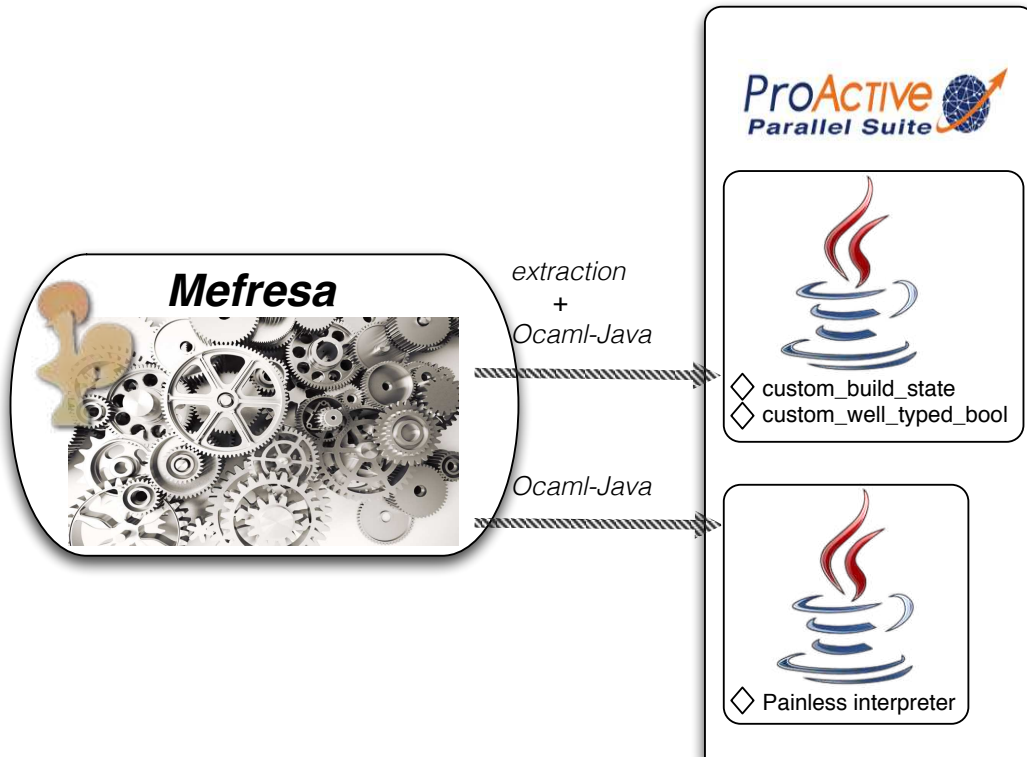 Mefresa
extraction
+
Ocaml-Java
Ocaml-Java
ProActive
Parallel Suite
custom_build_state
custom_well_typed_bool
Painless interpreter